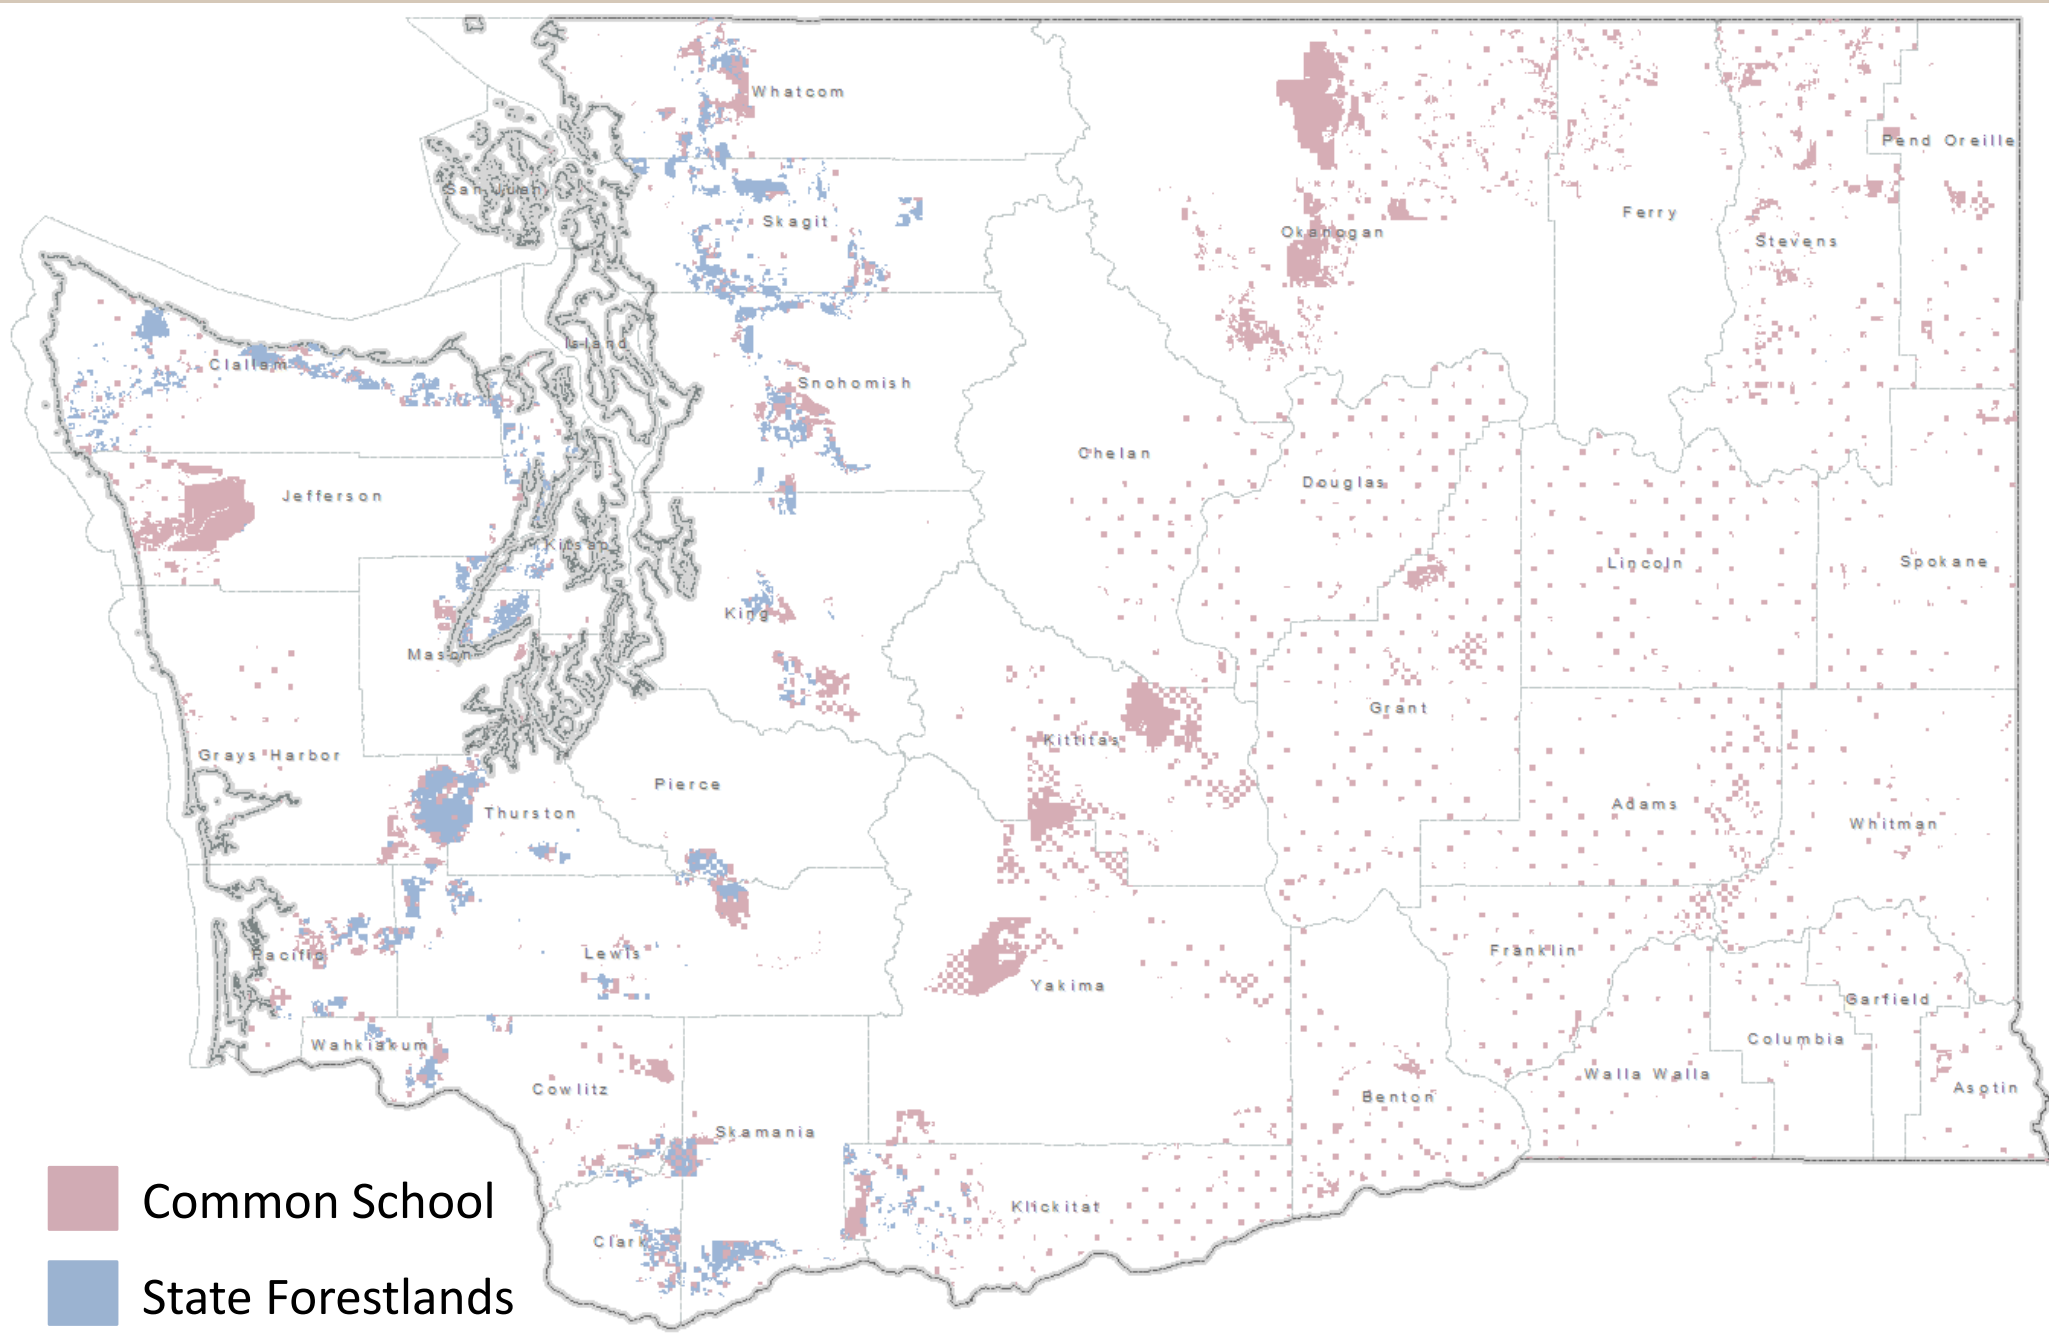 Whatcom
Pend Oreille
San Juan
Skagit
Ferry
Okanogan
Stevens
Island
Clallam
Snohomish
Chelan
Douglas
Jefferson
Kitsap
Lincoln
Spokane
King
Mason
Grant
Kittitas
Grays Harbor
Pierce
Thurston
Adams
Whitman
Pacific
Lewis
Franklin
Yakima
Garfield
Columbia
Wahkiakum
Walla Walla
Cowlitz
Benton
Asotin
Skamania
Klickitat
Clark
Common School
State Forestlands